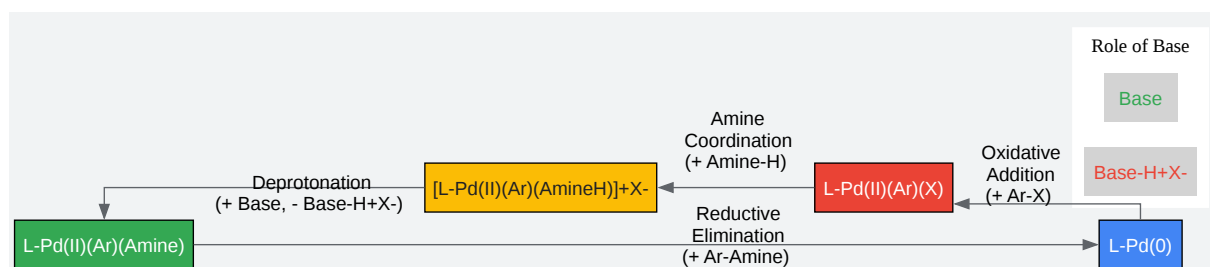 Role of Base
Base
Amine
Coordination
(+ Amine-H)
Oxidative
Addition
(+ Ar-X)
Base-H+X-
Deprotonation
(+ Base, - Base-H+X-)
[L-Pd(II)(Ar)(AmineH)]+X-
L-Pd(II)(Ar)(X)
L-Pd(II)(Ar)(Amine)
Reductive
Elimination
(+ Ar-Amine)
L-Pd(0)